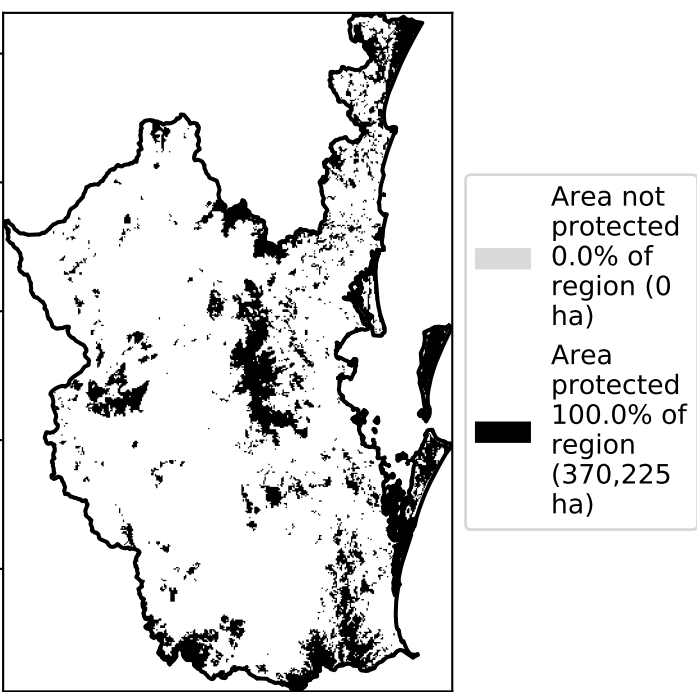 Area not
protected
0.0% of
region (0
ha)
Area
protected
100.0% of
region
(370,225
ha)